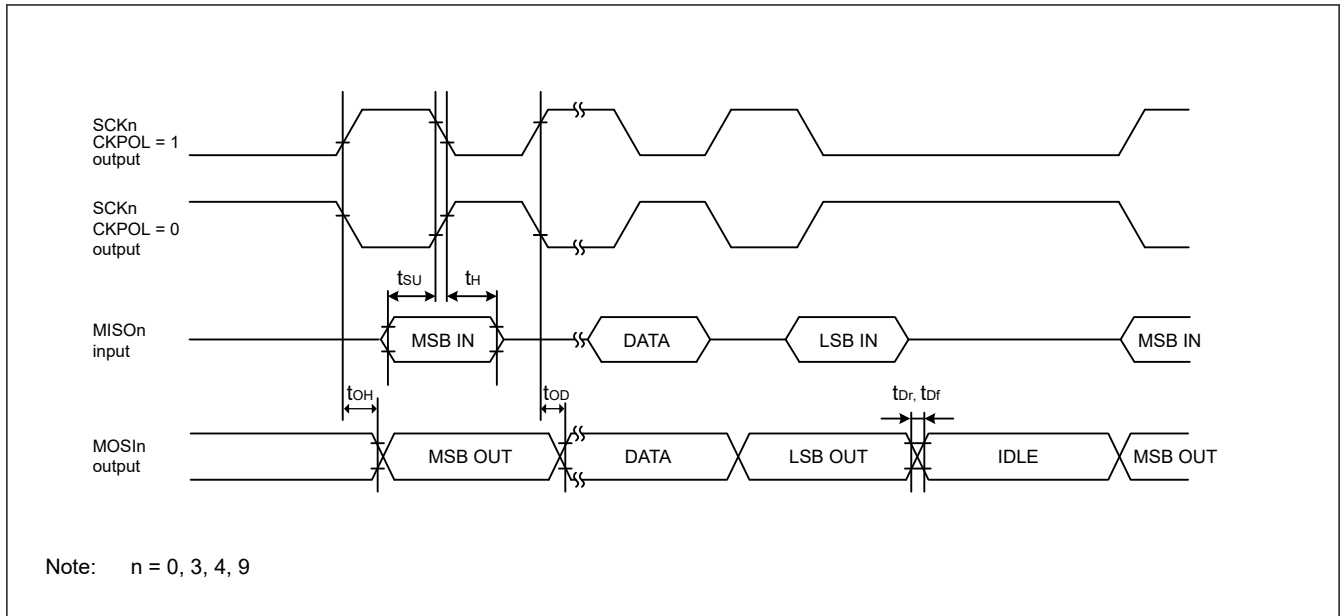 SCKn
CKPOL = 1
output
SCKn
CKPOL = 0
output
tSU
tH
MISOn
input
MSB IN
DATA
LSB IN
MSB IN
tOH
tOD
tDr, tDf
MOSIn
output
MSB OUT
DATA
LSB OUT
IDLE
MSB OUT
Note: n = 0, 3, 4, 9